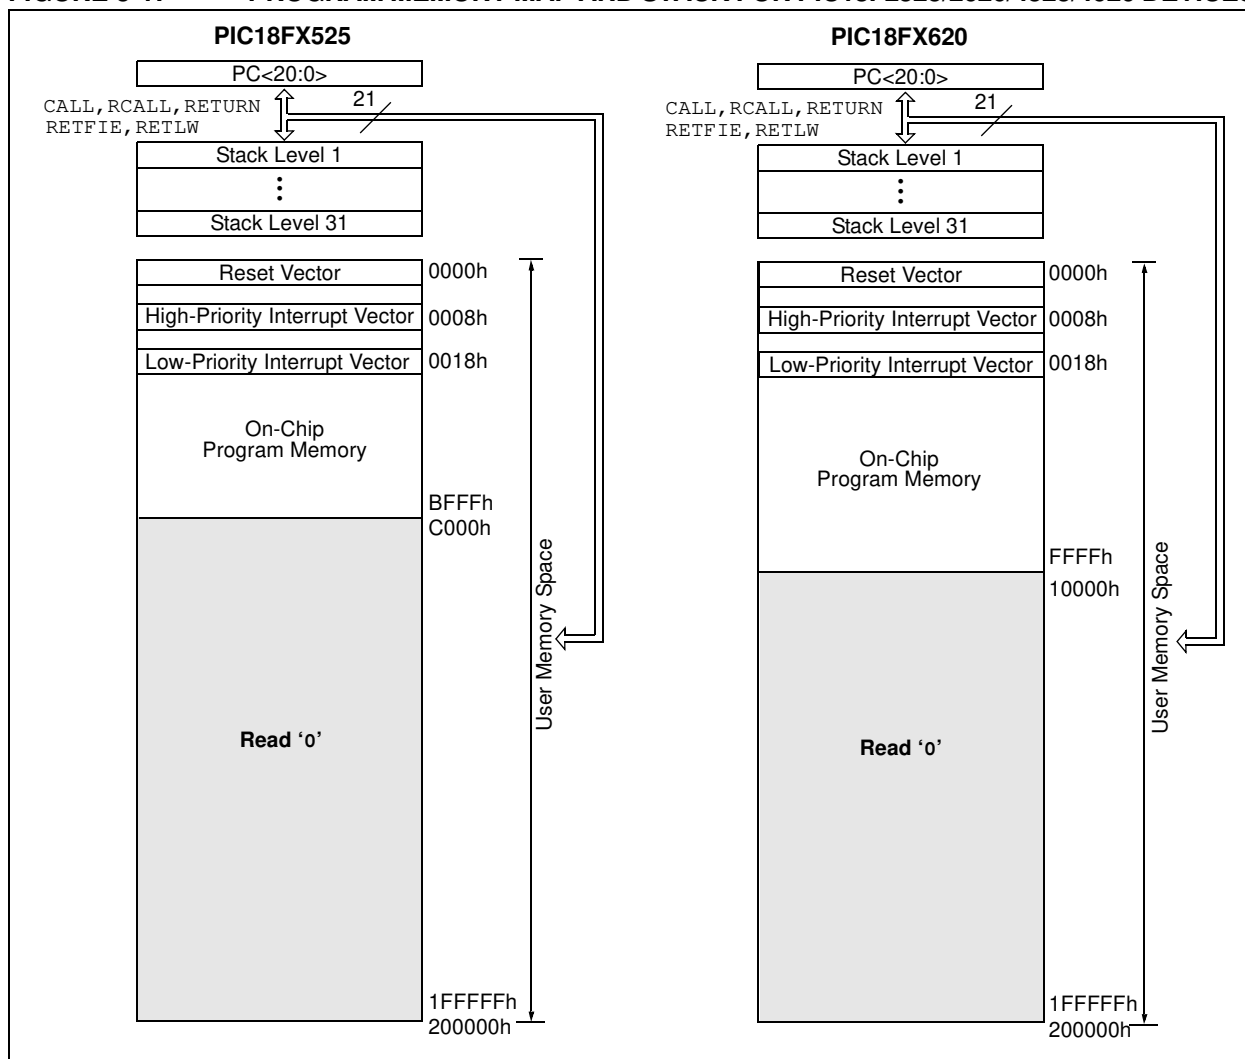 PIC18FX525
PC<20:0>
21
CALL,RCALL,RETURN
RETFIE,RETLW
Stack Level 1
Stack Level 31
Reset Vector
0000h
High-Priority Interrupt Vector
0008h
Low-Priority Interrupt Vector
0018h
On-Chip
Program Memory
BFFFh
C000h
User Memory Space
Read ‘0’
1FFFFFh
200000h
PIC18FX620
PC<20:0>
21
CALL,RCALL,RETURN
RETFIE,RETLW
Stack Level 1
Stack Level 31
Reset Vector
0000h
High-Priority Interrupt Vector
0008h
Low-Priority Interrupt Vector
0018h
On-Chip
Program Memory
FFFFh
10000h
User Memory Space
Read ‘0’
1FFFFFh
200000h